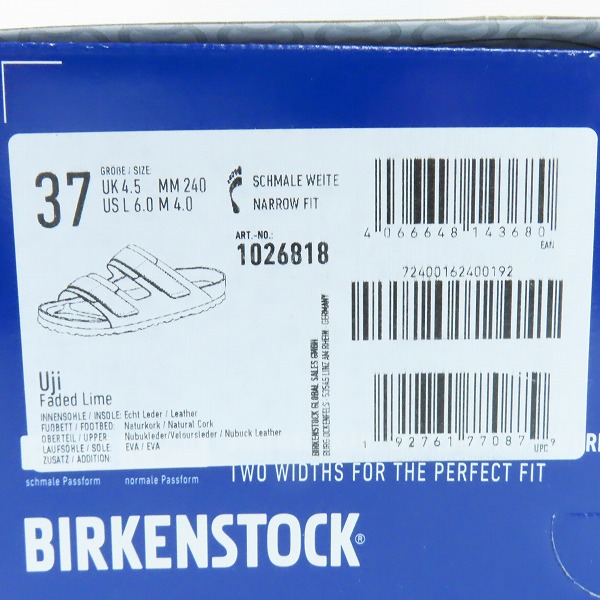 37
GRÖßE / SIZE:
UK 4.5 MM 240
US L 6.0 M 4.0
SCHMALE WEITE
NARROW FIT
ART.-NO.:
1026818
4 066648 143680
EAN
72400162400192
1 92761 77087 9
UPC
BIRKENSTOCK GLOBAL SALES GMBH
BURG OCKENFELS · 53545 LINZ AM RHEIN · GERMANY
Uji
Faded Lime
INNENSOHLE / INSOLE: Echt Leder / Leather
FUßBETT / FOOTBED: Naturkork / Natural Cork
OBERTEIL / UPPER Nubukleder/Veloursleder / Nubuck Leather
LAUFSOHLE / SOLE: EVA / EVA
ZUSATZ / ADDITION:
TWO WIDTHS FOR THE PERFECT FIT
schmale Passform normale Passform
BIRKENSTOCK®